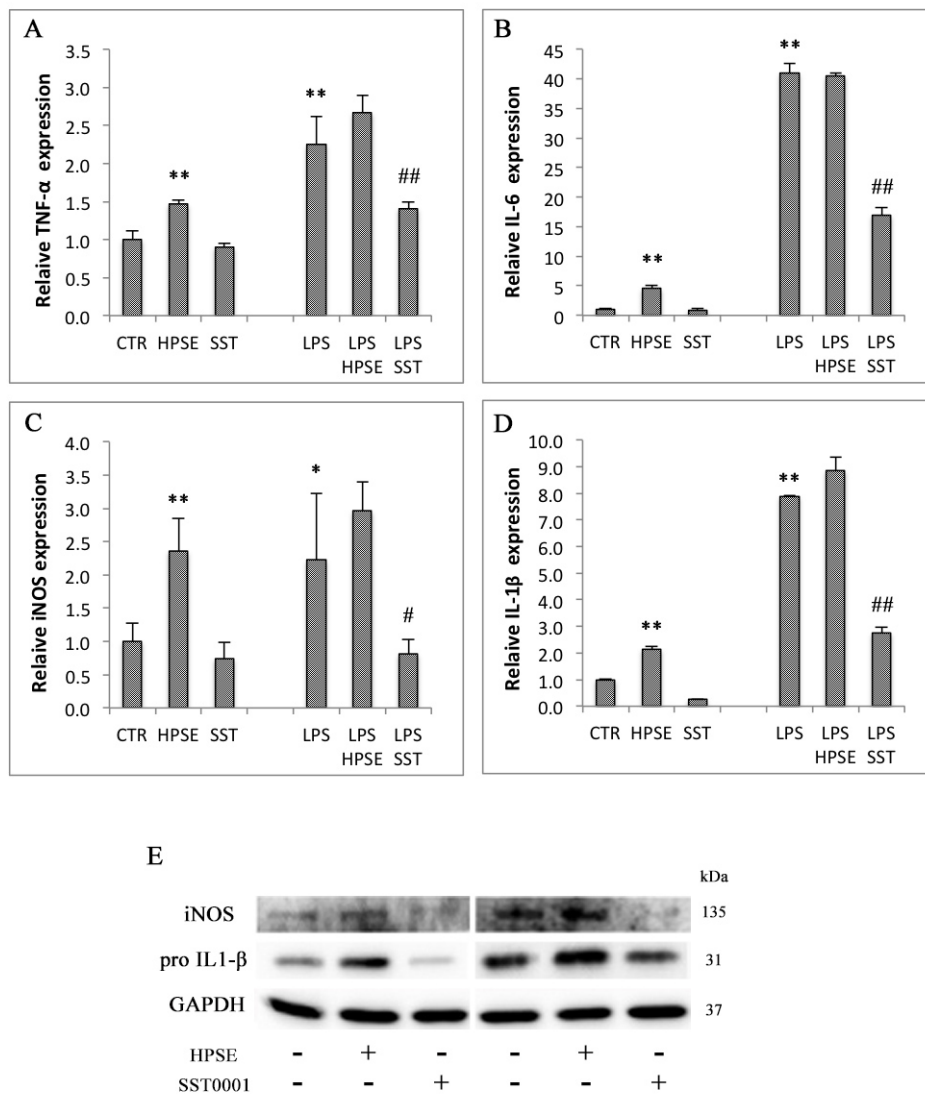 A
Relaive TNF-α expression
3.5
3.0
2.5
2.0
1.5
1.0
0.5
0.0
**
**
##
CTR HPSE SST LPS LPS LPS
HPSE SST
B
Relaive IL-6 expression
45
40
35
30
25
20
15
10
5
0
**
**
##
CTR HPSE SST LPS LPS LPS
HPSE SST
C
Relaive iNOS expression
4.0
3.5
3.0
2.5
2.0
1.5
1.0
0.5
0.0
**
*
#
CTR HPSE SST LPS LPS LPS
HPSE SST
D
Relaive IL-1β expression
10.0
9.0
8.0
7.0
6.0
5.0
4.0
3.0
2.0
1.0
0.0
**
**
##
CTR HPSE SST LPS LPS LPS
HPSE SST
E
kDa
iNOS 135
pro IL1-β 31
GAPDH 37
HPSE - + - - + -
SST0001 - - + - - +